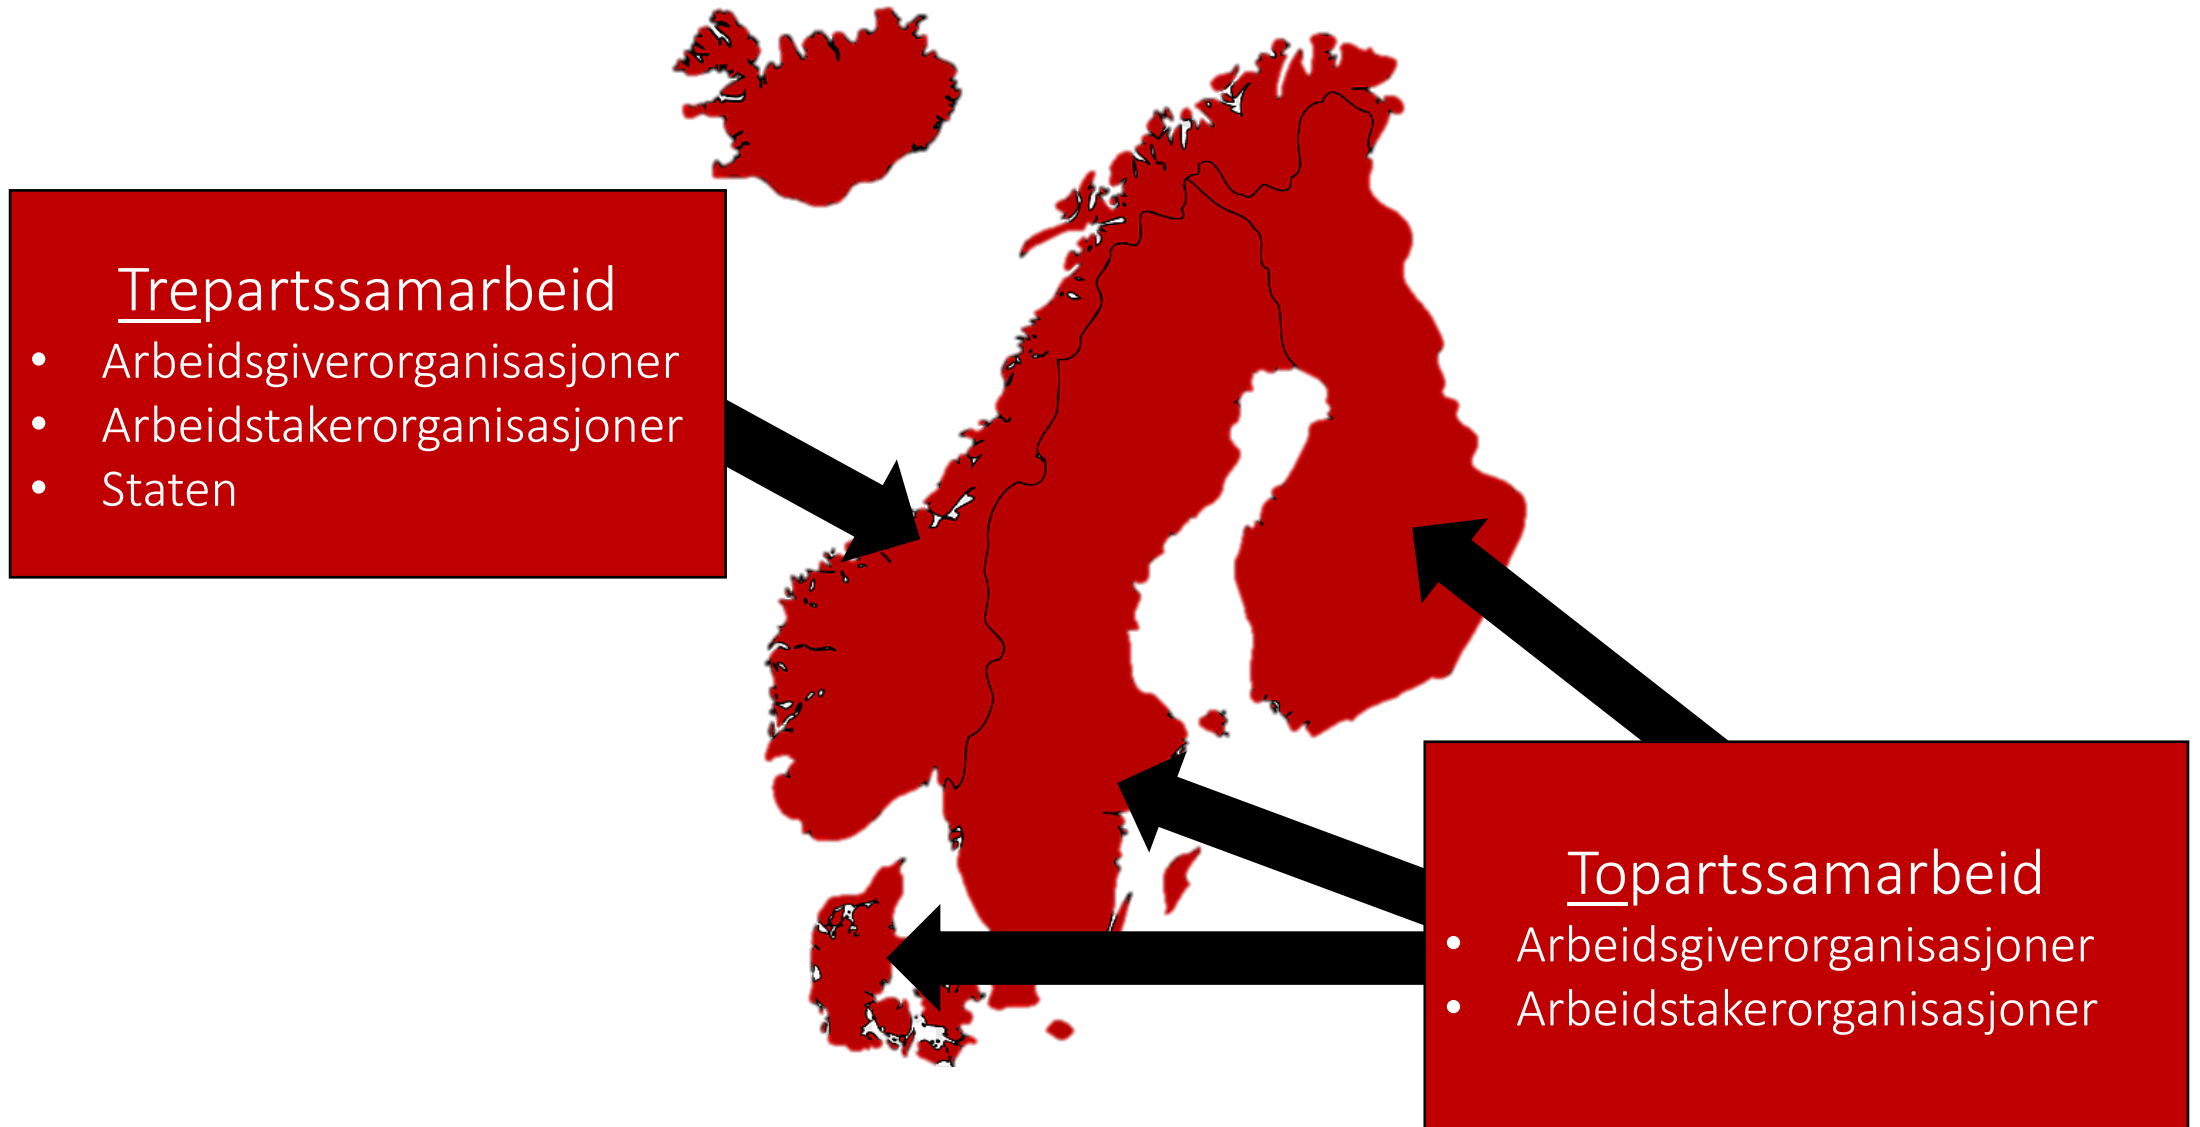 Trepartssamarbeid
• Arbeidsgiverorganisasjoner
• Arbeidstakerorganisasjoner
• Staten
Topartssamarbeid
• Arbeidsgiverorganisasjoner
• Arbeidstakerorganisasjoner